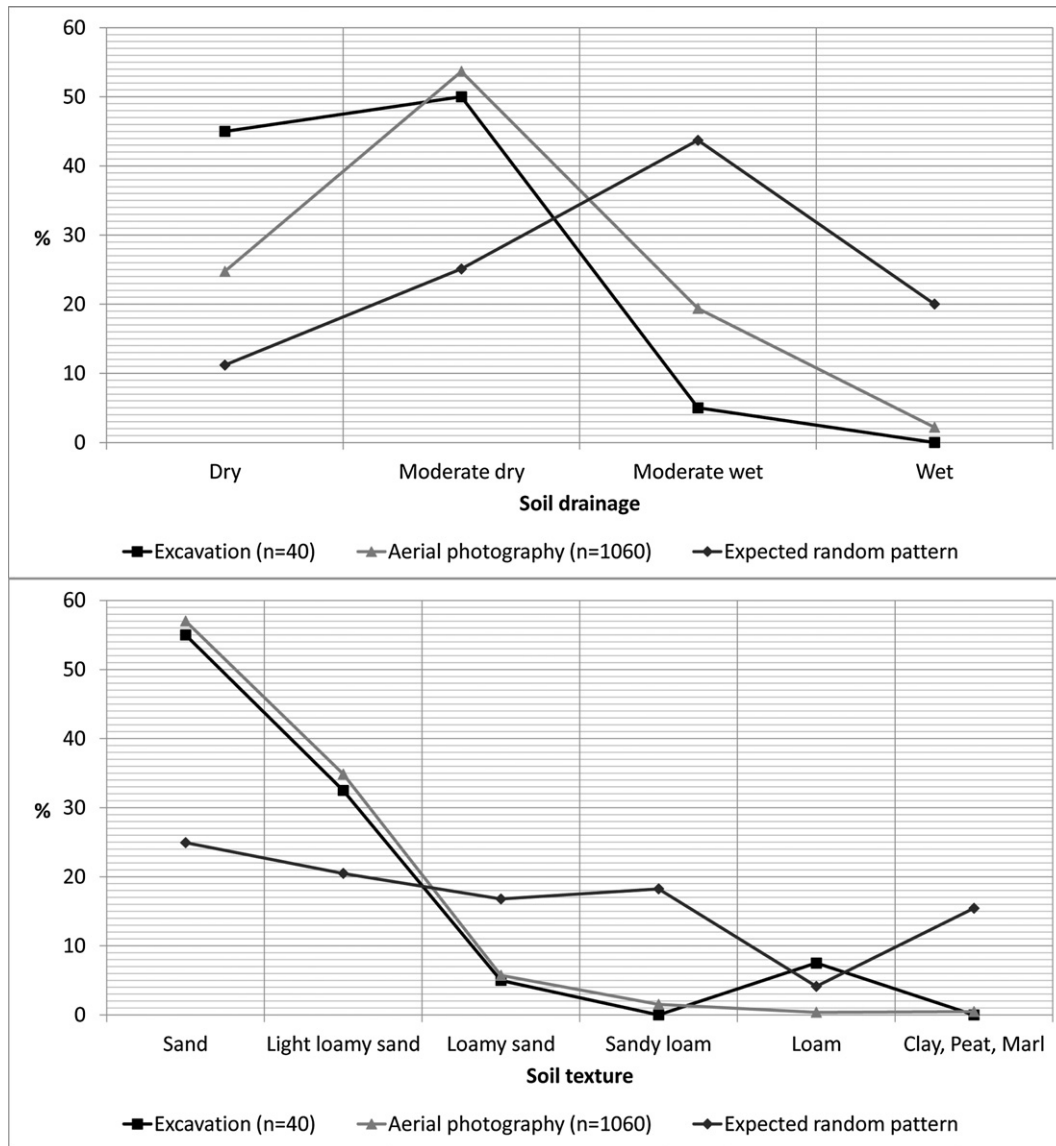 60
50
40
%
30
20
10
0
Dry Moderate dry Moderate wet Wet
Soil drainage
Excavation (n=40) Aerial photography (n=1060) Expected random pattern
60
50
40
%
30
20
10
0
Sand Light loamy sand Loamy sand Sandy loam Loam Clay, Peat, Marl
Soil texture
Excavation (n=40) Aerial photography (n=1060) Expected random pattern